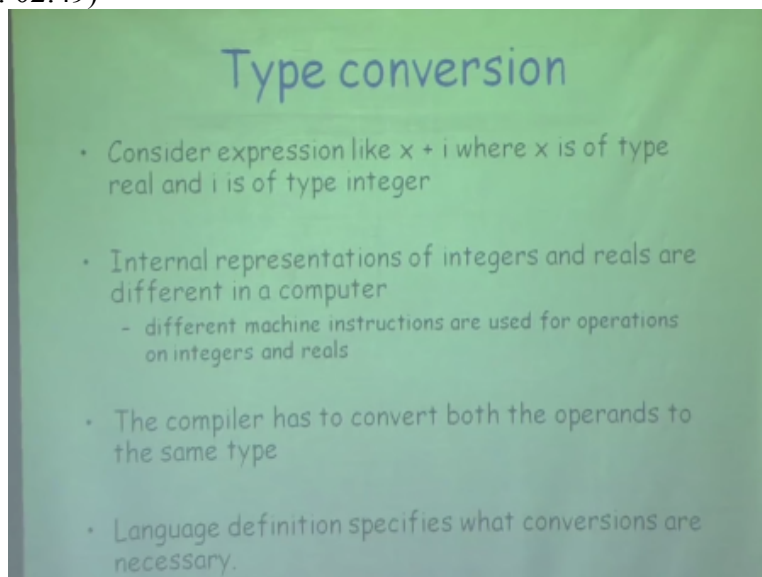 02:49)
Type conversion
• Consider expression like x + i where x is of type
real and i is of type integer
• Internal representations of integers and reals are
different in a computer
- different machine instructions are used for operations
on integers and reals
• The compiler has to convert both the operands to
the same type
• Language definition specifies what conversions are
necessary.